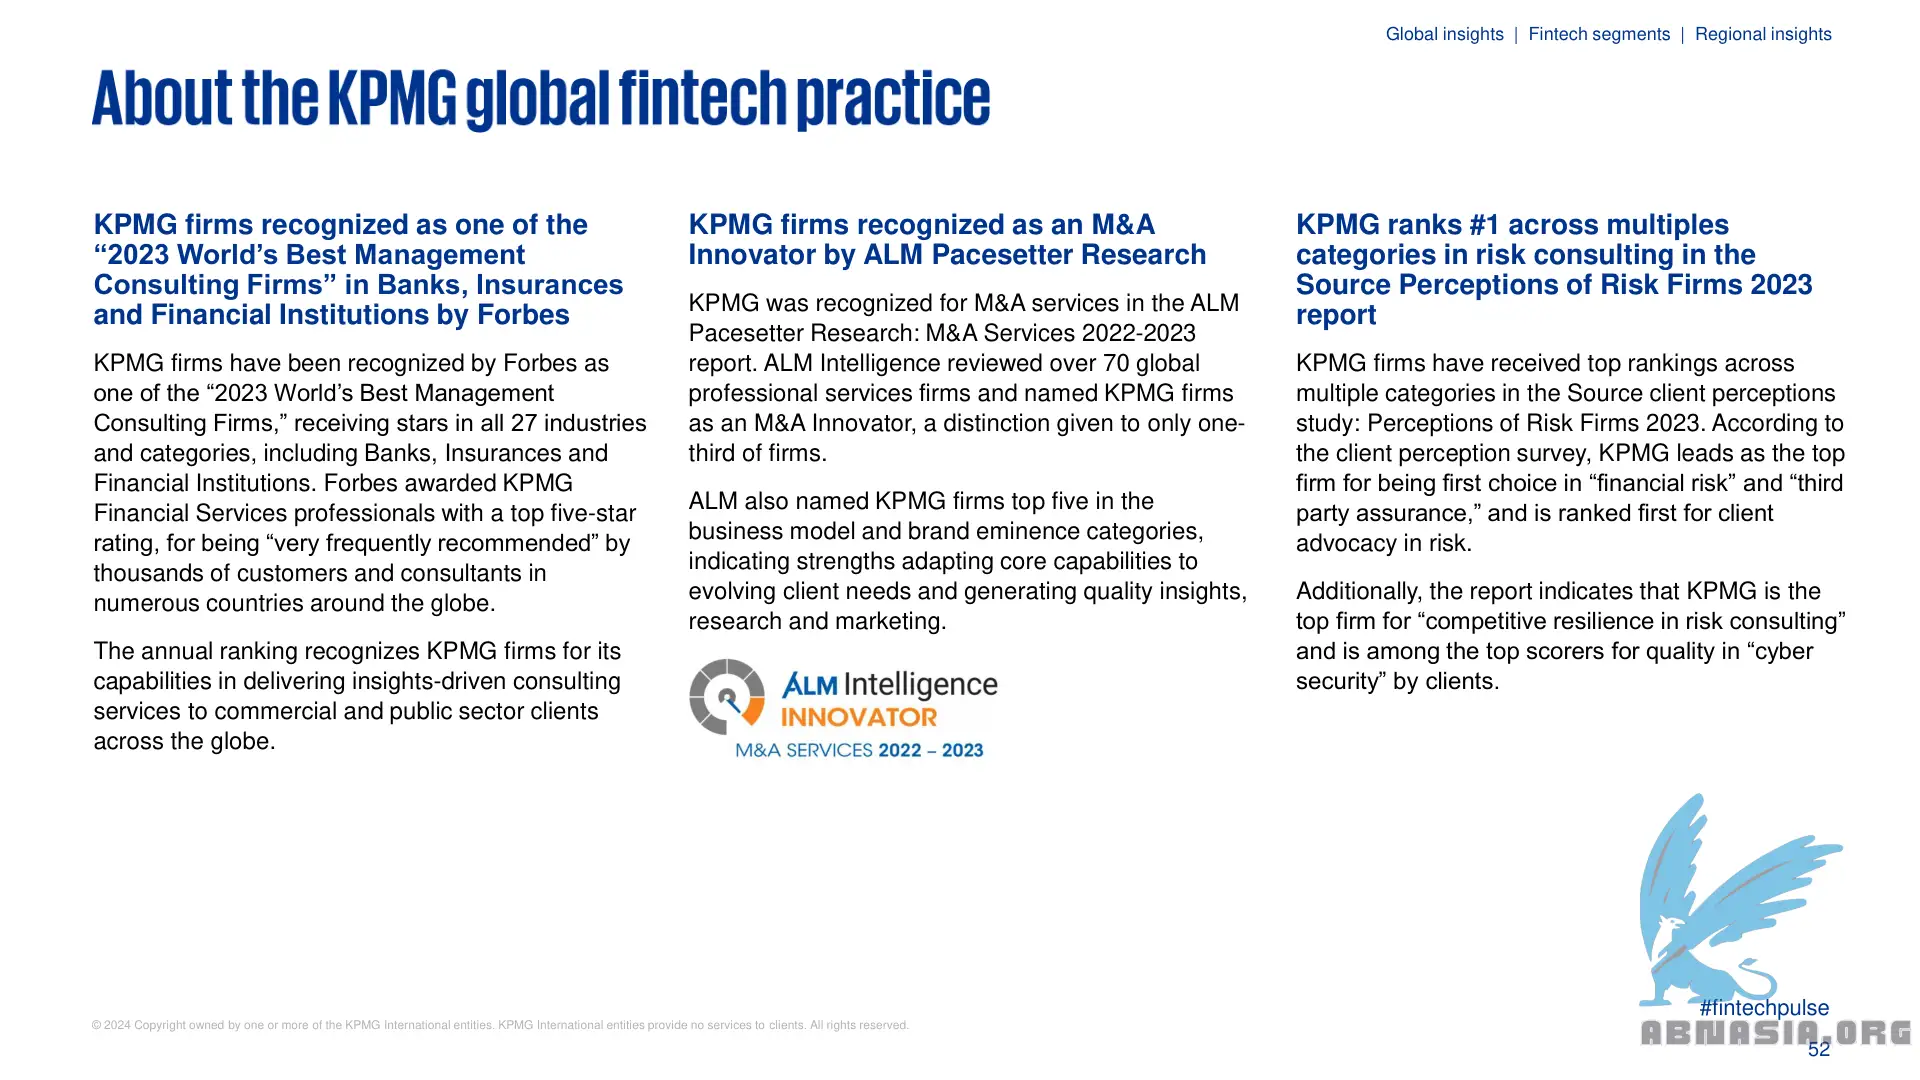 Global insights | Fintech segments | Regional insights
About the KPMG global fintech practice
KPMG firms recognized as one of the
“2023 World’s Best Management
Consulting Firms” in Banks, Insurances
and Financial Institutions by Forbes
KPMG firms have been recognized by Forbes as
one of the “2023 World’s Best Management
Consulting Firms,” receiving stars in all 27 industries
and categories, including Banks, Insurances and
Financial Institutions. Forbes awarded KPMG
Financial Services professionals with a top five-star
rating, for being “very frequently recommended” by
thousands of customers and consultants in
numerous countries around the globe.
The annual ranking recognizes KPMG firms for its
capabilities in delivering insights-driven consulting
services to commercial and public sector clients
across the globe.
KPMG firms recognized as an M&A
Innovator by ALM Pacesetter Research
KPMG was recognized for M&A services in the ALM
Pacesetter Research: M&A Services 2022-2023
report. ALM Intelligence reviewed over 70 global
professional services firms and named KPMG firms
as an M&A Innovator, a distinction given to only one-
third of firms.
ALM also named KPMG firms top five in the
business model and brand eminence categories,
indicating strengths adapting core capabilities to
evolving client needs and generating quality insights,
research and marketing.
ALM Intelligence
INNOVATOR
M&A SERVICES 2022 – 2023
KPMG ranks #1 across multiples
categories in risk consulting in the
Source Perceptions of Risk Firms 2023
report
KPMG firms have received top rankings across
multiple categories in the Source client perceptions
study: Perceptions of Risk Firms 2023. According to
the client perception survey, KPMG leads as the top
firm for being first choice in “financial risk” and “third
party assurance,” and is ranked first for client
advocacy in risk.
Additionally, the report indicates that KPMG is the
top firm for “competitive resilience in risk consulting”
and is among the top scorers for quality in “cyber
security” by clients.
© 2024 Copyright owned by one or more of the KPMG International entities. KPMG International entities provide no services to clients. All rights reserved.
#fintechpulse
ABNASIA.ORG
52